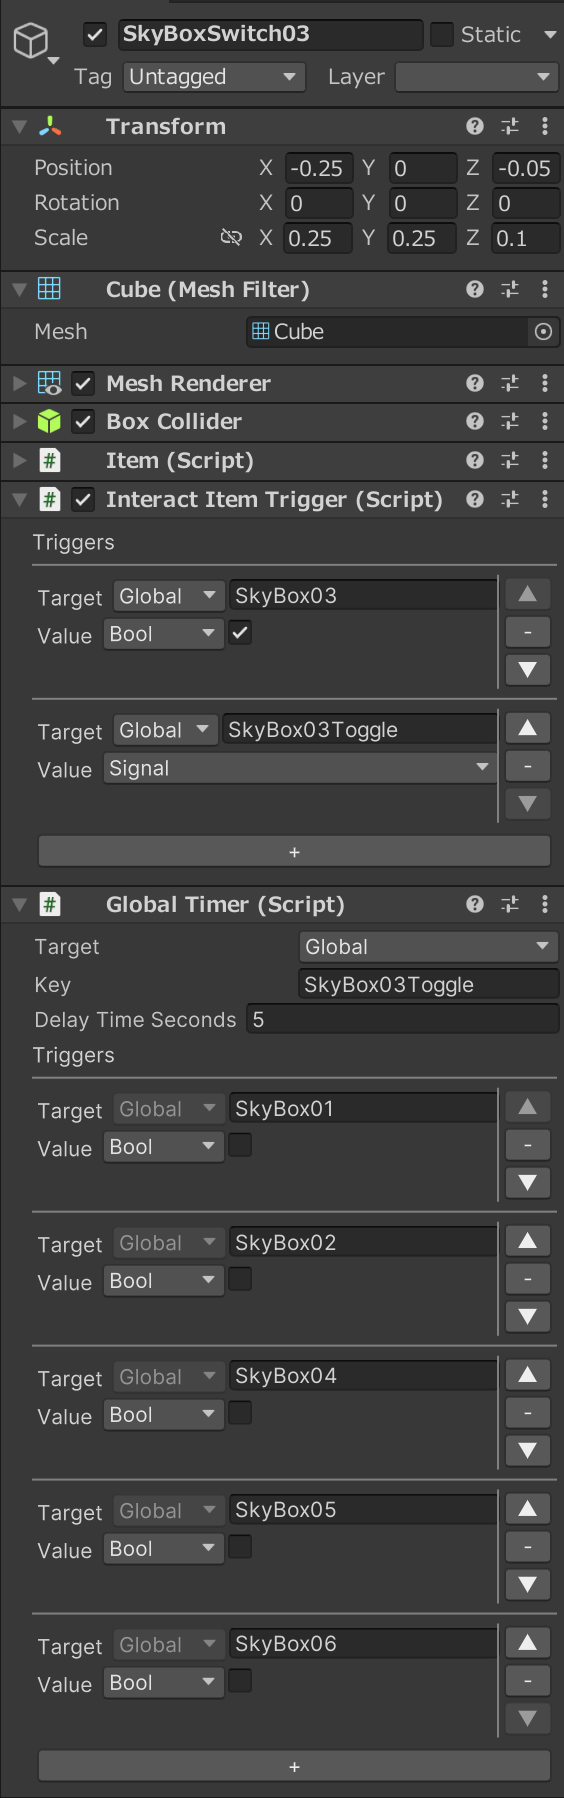 SkyBoxSwitch03 Static
Tag Untagged Layer
Transform
Position X -0.25 Y 0 Z -0.05
Rotation X 0 Y 0 Z 0
Scale X 0.25 Y 0.25 Z 0.1
Cube (Mesh Filter)
Mesh Cube
Mesh Renderer
Box Collider
# Item (Script)
# Interact Item Trigger (Script)
Triggers
Target Global SkyBox03
Value Bool
-
Target Global SkyBox03Toggle
Value Signal -
+
# Global Timer (Script)
Target Global
Key SkyBox03Toggle
Delay Time Seconds 5
Triggers
Target Global SkyBox01
Value Bool -
Target Global SkyBox02
Value Bool -
Target Global SkyBox04
Value Bool -
Target Global SkyBox05
Value Bool -
Target Global SkyBox06
Value Bool -
+